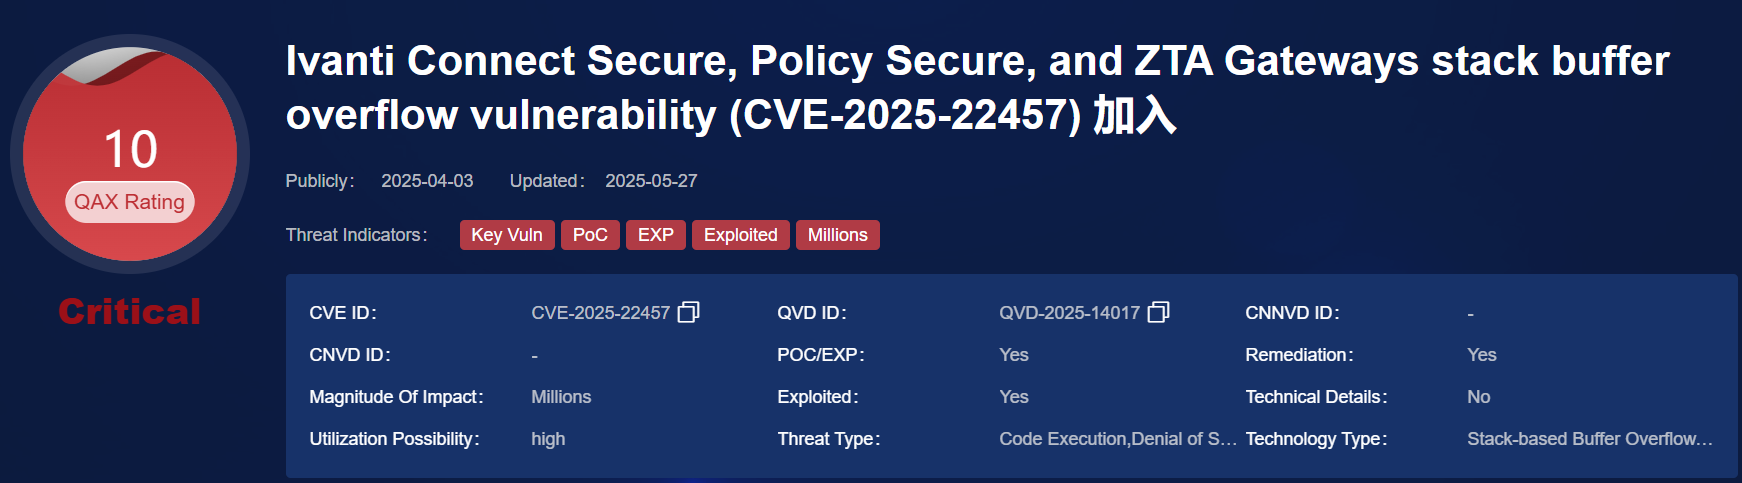 10
QAX Rating
Critical
Ivanti Connect Secure, Policy Secure, and ZTA Gateways stack buffer
overflow vulnerability (CVE-2025-22457) 加入
Publicly: 2025-04-03 Updated: 2025-05-27
Threat Indicators: Key Vuln PoC EXP Exploited Millions
CVE ID: CVE-2025-22457 QVD ID: QVD-2025-14017 CNNVD ID: -
CNVD ID: - POC/EXP: Yes Remediation: Yes
Magnitude Of Impact: Millions Exploited: Yes Technical Details: No
Utilization Possibility: high Threat Type: Code Execution,Denial of S... Technology Type: Stack-based Buffer Overflow...